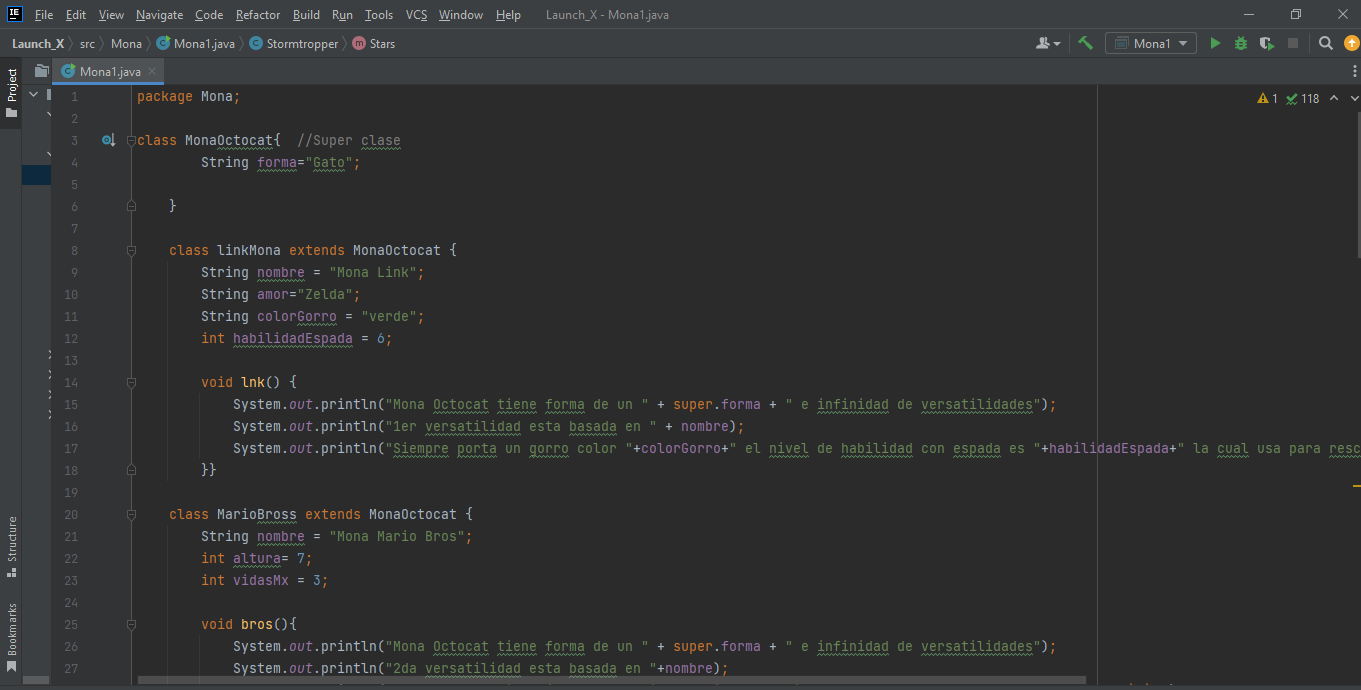 IE File Edit View Navigate Code Refactor Build Run Tools VCS Window Help Launch_X - Mona1.java
Launch_X src Mona Mona1.java Stormtropper Stars Mona1
Project Mona1.java
1 package Mona; 1 118
2
3 class MonaOctocat{ //Super clase
4 String forma="Gato";
5
6 }
7
8 class linkMona extends MonaOctocat {
9 String nombre = "Mona Link";
10 String amor="Zelda";
11 String colorGorro = "verde";
12 int habilidadEspada = 6;
13
14 void lnk() {
15 System.out.println("Mona Octocat tiene forma de un " + super.forma + " e infinidad de versatilidades");
16 System.out.println("1er versatilidad esta basada en " + nombre);
17 System.out.println("Siempre porta un gorro color "+colorGorro+" el nivel de habilidad con espada es "+habilidadEspada+" la cual usa para resc
18 }}
19
20 class MarioBross extends MonaOctocat {
21 String nombre = "Mona Mario Bros";
22 int altura= 7;
23 int vidasMx = 3;
24
25 void bros(){
26 System.out.println("Mona Octocat tiene forma de un " + super.forma + " e infinidad de versatilidades");
27 System.out.println("2da versatilidad esta basada en "+nombre);
Structure
Bookmarks